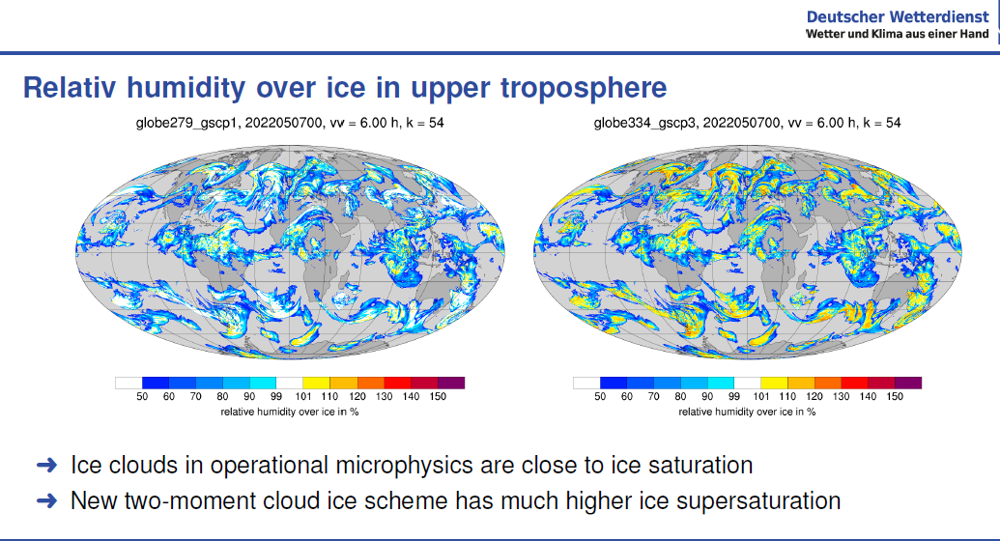 Deutscher Wetterdienst
Wetter und Klima aus einer Hand
Relativ humidity over ice in upper troposphere
globe279_gscp1, 2022050700, vv = 6.00 h, k = 54
globe334_gscp3, 2022050700, vv = 6.00 h, k = 54
50 60 70 80 90 99 101 110 120 130 140 150
relative humidity over ice in %
50 60 70 80 90 99 101 110 120 130 140 150
relative humidity over ice in %
➜ Ice clouds in operational microphysics are close to ice saturation
➜ New two-moment cloud ice scheme has much higher ice supersaturation